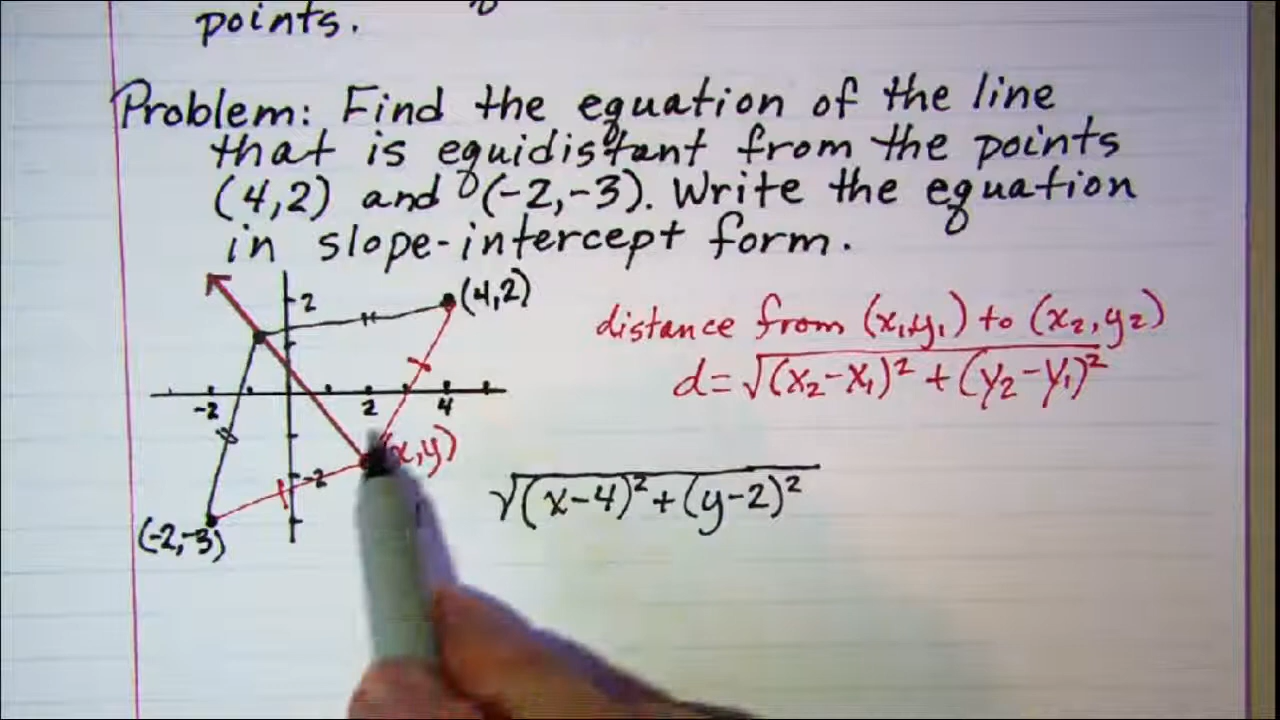 points.
Problem: Find the equation of the line
that is equidistant from the points
(4,2) and (-2,-3). Write the equation
in slope-intercept form.
2
(4,2)
distance from (x₁,y₁) to (x₂,y₂)
d=√(x₂-x₁)²+(y₂-y₁)²
-2
2
4
(x,y)
-2
√(x-4)²+(y-2)²
(-2,-3)